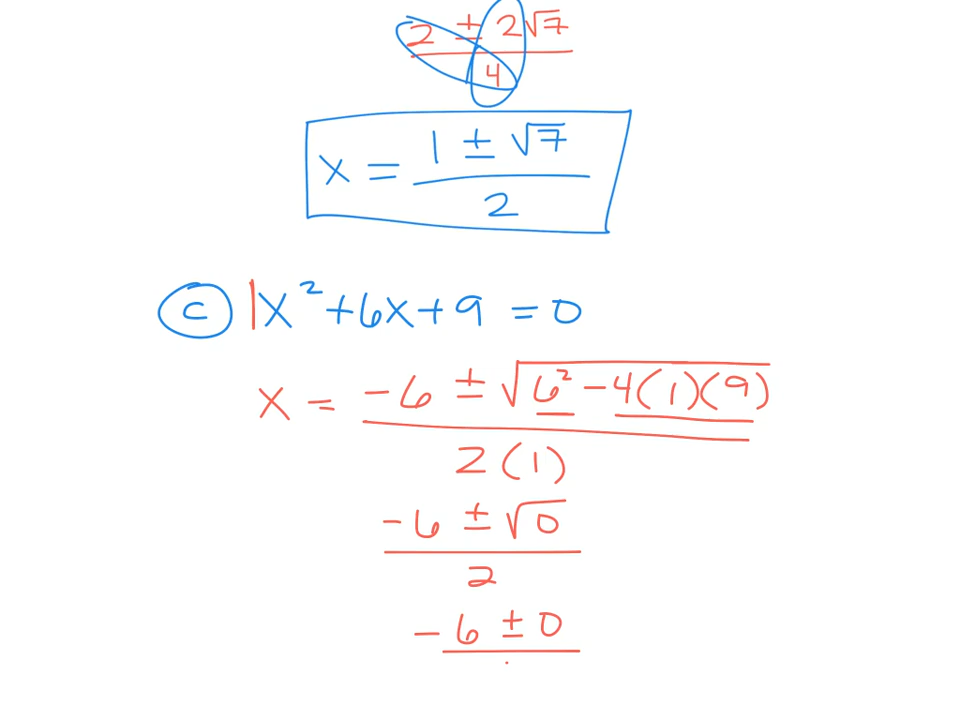 2 ± 2√7
4
x = 1 ± √7
2
C 1x² + 6x + 9 = 0
x = -6 ± √6² - 4(1)(9)
2(1)
-6 ± √0
2
-6 ± 0